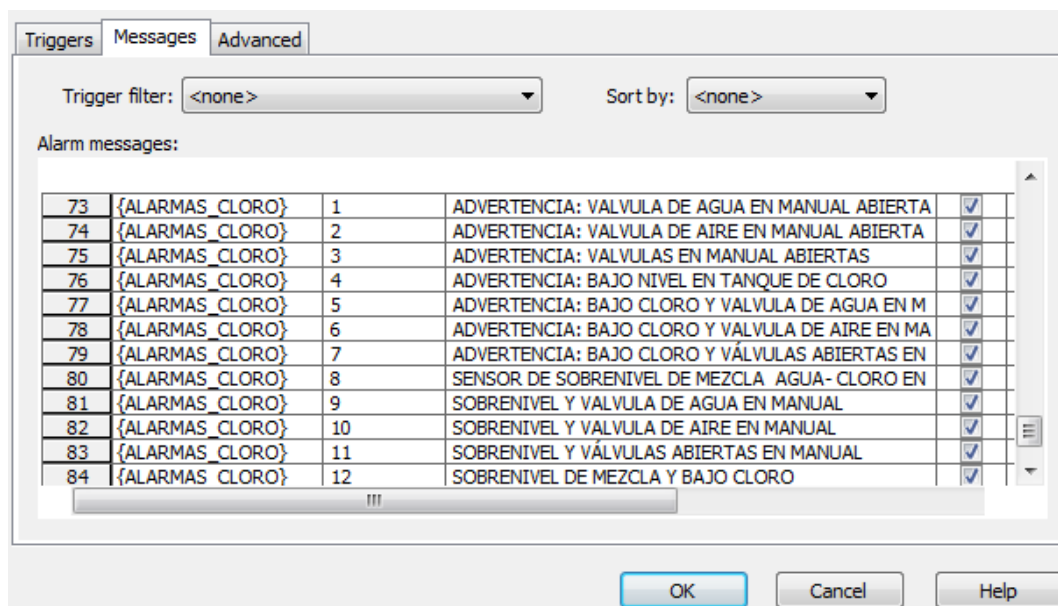 Triggers Messages Advanced
Trigger filter: <none> Sort by: <none>
Alarm messages:
73 {ALARMAS_CLORO} 1 ADVERTENCIA: VALVULA DE AGUA EN MANUAL ABIERTA
74 {ALARMAS_CLORO} 2 ADVERTENCIA: VALVULA DE AIRE EN MANUAL ABIERTA
75 {ALARMAS_CLORO} 3 ADVERTENCIA: VALVULAS EN MANUAL ABIERTAS
76 {ALARMAS_CLORO} 4 ADVERTENCIA: BAJO NIVEL EN TANQUE DE CLORO
77 {ALARMAS_CLORO} 5 ADVERTENCIA: BAJO CLORO Y VALVULA DE AGUA EN M
78 {ALARMAS_CLORO} 6 ADVERTENCIA: BAJO CLORO Y VALVULA DE AIRE EN MA
79 {ALARMAS_CLORO} 7 ADVERTENCIA: BAJO CLORO Y VÁLVULAS ABIERTAS EN
80 {ALARMAS_CLORO} 8 SENSOR DE SOBRENIVEL DE MEZCLA  AGUA- CLORO EN
81 {ALARMAS_CLORO} 9 SOBRENIVEL Y VALVULA DE AGUA EN MANUAL
82 {ALARMAS_CLORO} 10 SOBRENIVEL Y VALVULA DE AIRE EN MANUAL
83 {ALARMAS_CLORO} 11 SOBRENIVEL Y VÁLVULAS ABIERTAS EN MANUAL
84 {ALARMAS_CLORO} 12 SOBRENIVEL DE MEZCLA Y BAJO CLORO
OK Cancel Help